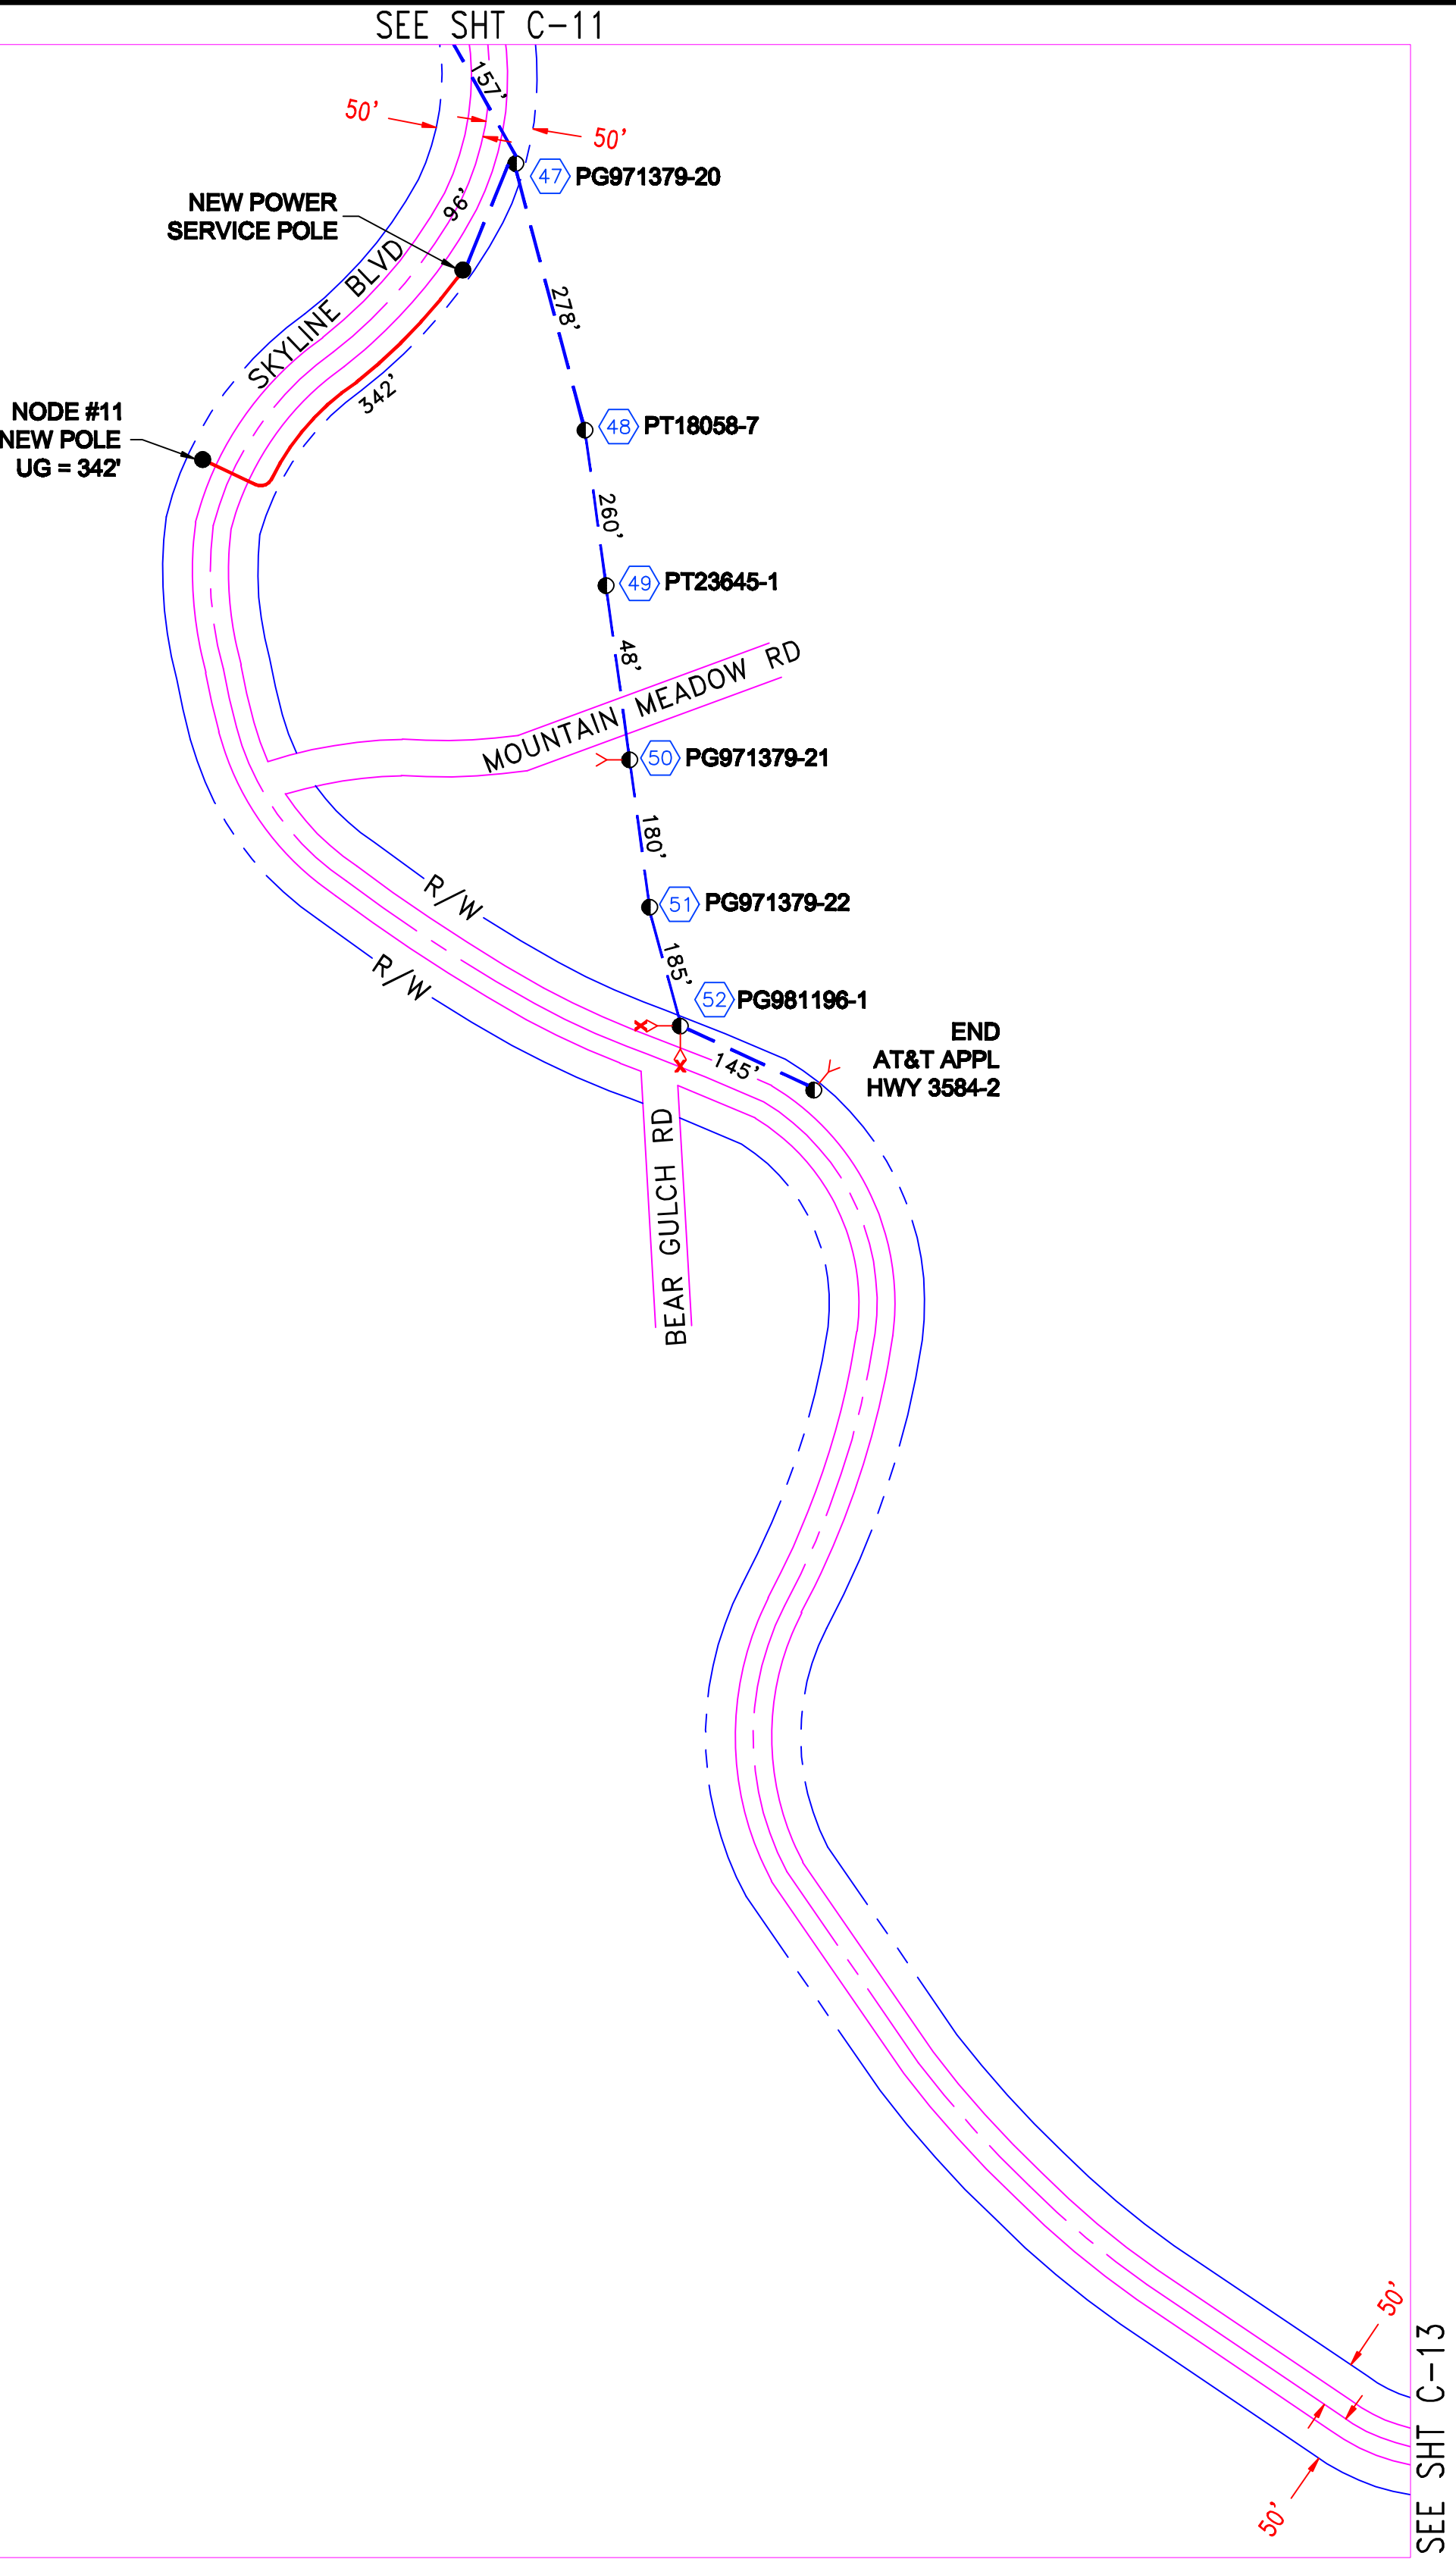 SEE SHT C-11
157'
50'
50'
47 PG971379-20
NEW POWER
SERVICE POLE
96'
SKYLINE BLVD
278'
342'
NODE #11
NEW POLE
UG = 342'
48 PT18058-7
260'
49 PT23645-1
48'
MOUNTAIN MEADOW RD
50 PG971379-21
180'
R/W
51 PG971379-22
R/W
185'
52 PG981196-1
END
AT&T APPL
HWY 3584-2
145'
BEAR GULCH RD
50'
50'
SEE SHT C-13